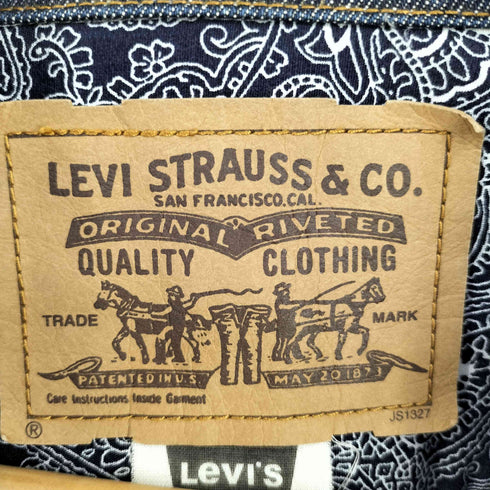 LEVI STRAUSS & CO.
SAN FRANCISCO, CAL.
ORIGINAL RIVETED
QUALITY CLOTHING
TRADE MARK
PATENTED IN U.S. MAY 20 1873
Care Instructions Inside Garment
JS1327
®
Levi's